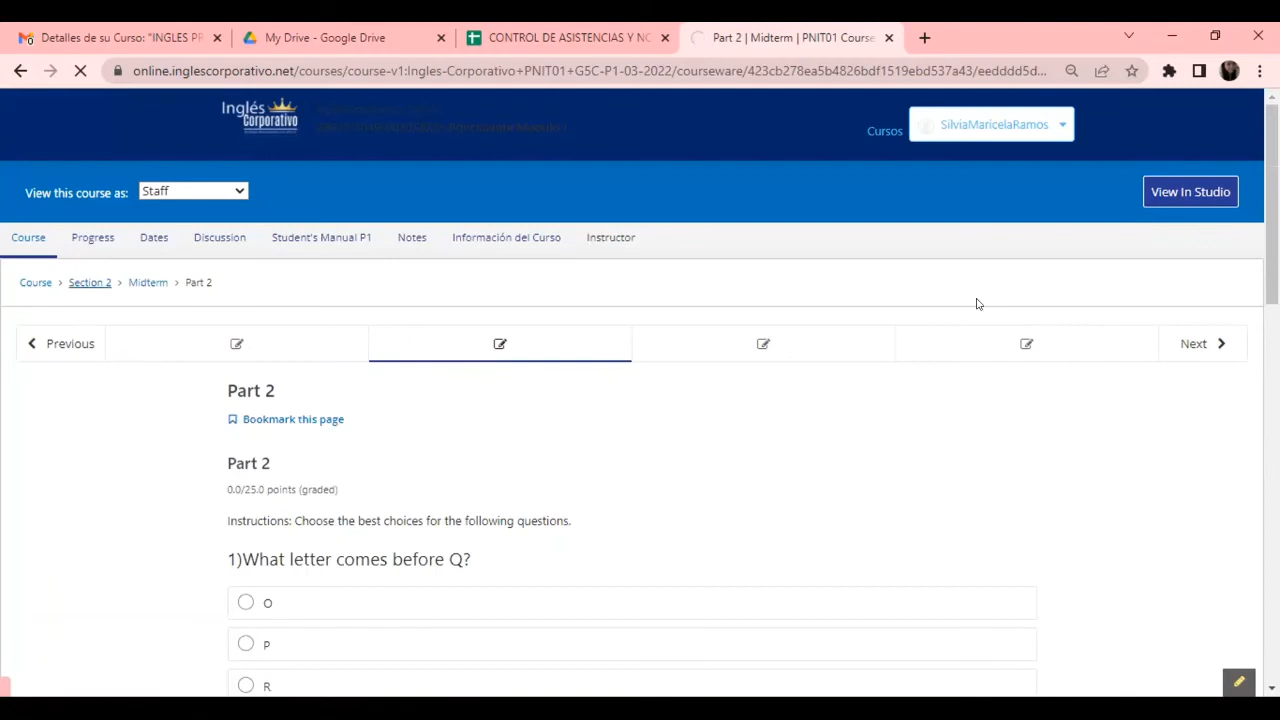 Detalles de su Curso: "INGLES PR
My Drive - Google Drive
CONTROL DE ASISTENCIAS Y NO
Part 2 | Midterm | PNIT01 Course
online.inglescorporativo.net/courses/course-v1:Ingles-Corporativo+PNIT01+G5C-P1-03-2022/courseware/423cb278ea5b4826bdf1519ebd537a43/eedddd5d...
Inglés
Corporativo
Cursos
SilviaMaricelaRamos
View this course as:
Staff
View In Studio
Course
Progress
Dates
Discussion
Student's Manual P1
Notes
Información del Curso
Instructor
Course > Section 2 > Midterm > Part 2
Previous
Next
Part 2
Bookmark this page
Part 2
0.0/25.0 points (graded)
Instructions: Choose the best choices for the following questions.
1)What letter comes before Q?
O
P
R